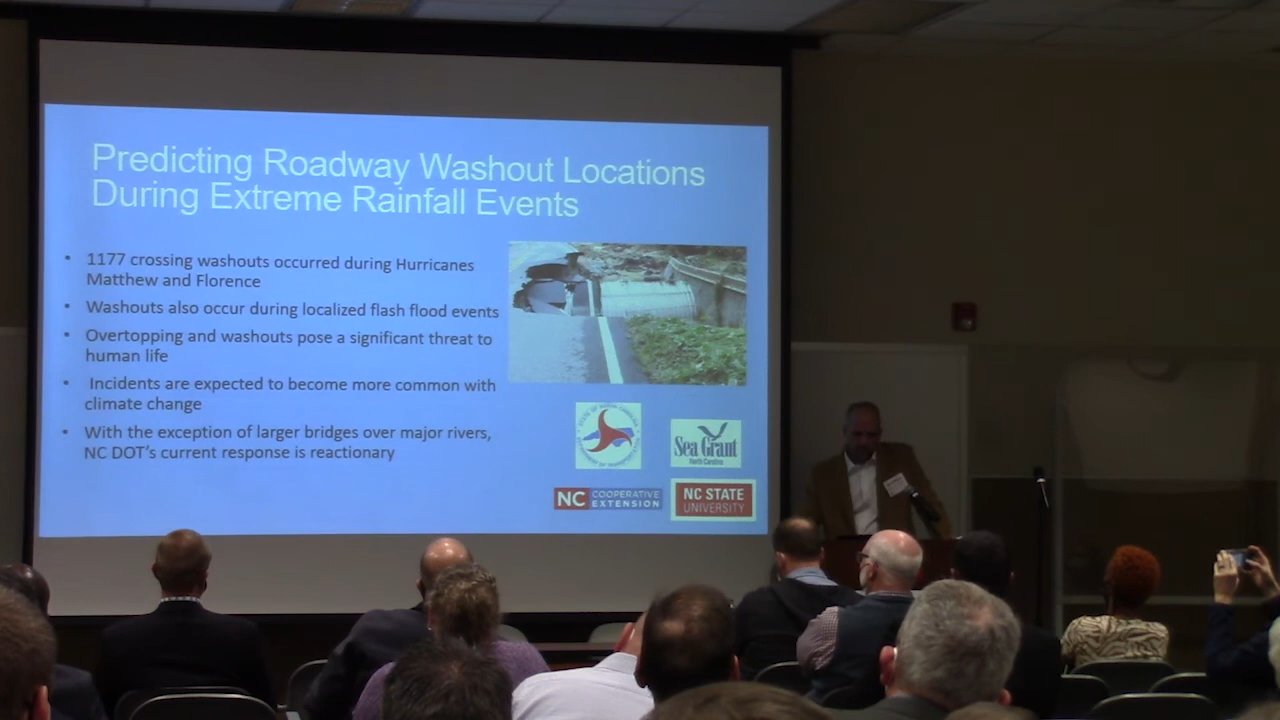 Predicting Roadway Washout Locations
During Extreme Rainfall Events
• 1177 crossing washouts occurred during Hurricanes
Matthew and Florence
• Washouts also occur during localized flash flood events
• Overtopping and washouts pose a significant threat to
human life
• Incidents are expected to become more common with
climate change
• With the exception of larger bridges over major rivers,
NC DOT's current response is reactionary
Sea Grant
North Carolina
NC COOPERATIVE
EXTENSION
NC STATE
UNIVERSITY